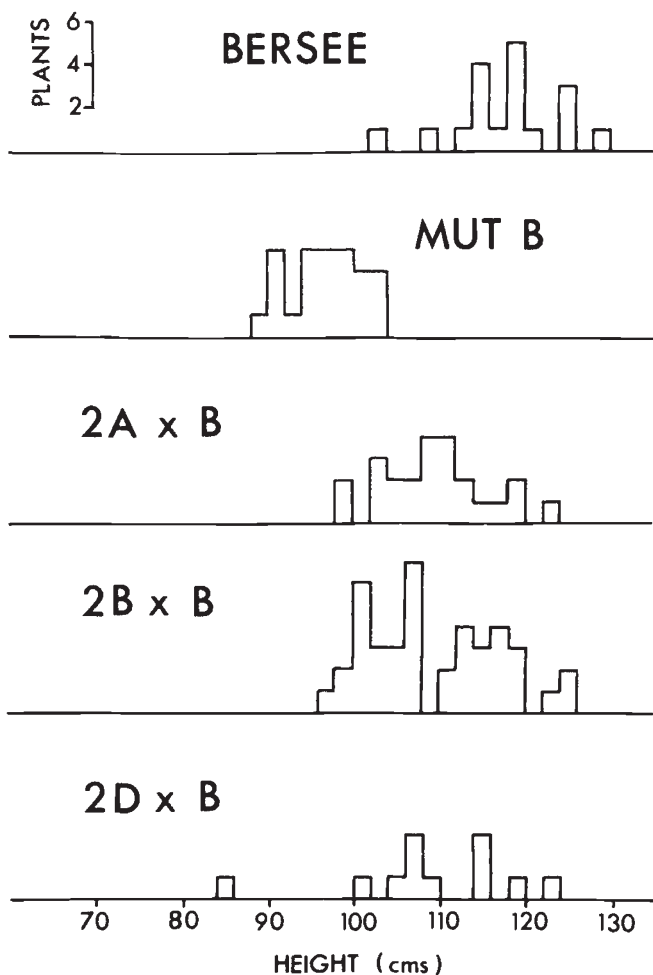 PLANTS
6
4
2
BERSEE
MUT B
2A x B
2B x B
2D x B
70 80 90 100 110 120 130
HEIGHT (cms)